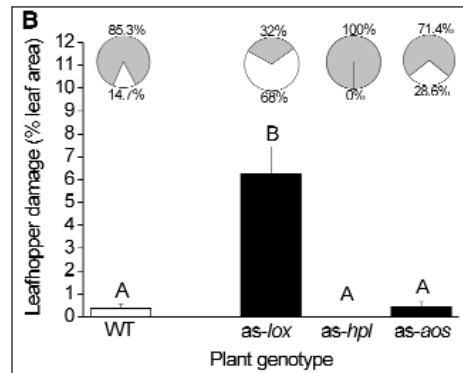 B
85.3% 32% 100% 71.4%
14.7% 68% 0% 28.6%
Leafhopper damage (% leaf area)
12
11
10
9
8
7
6
5
4
3
2
1
0
A B A A
WT as-lox as-hpl as-aos
Plant genotype